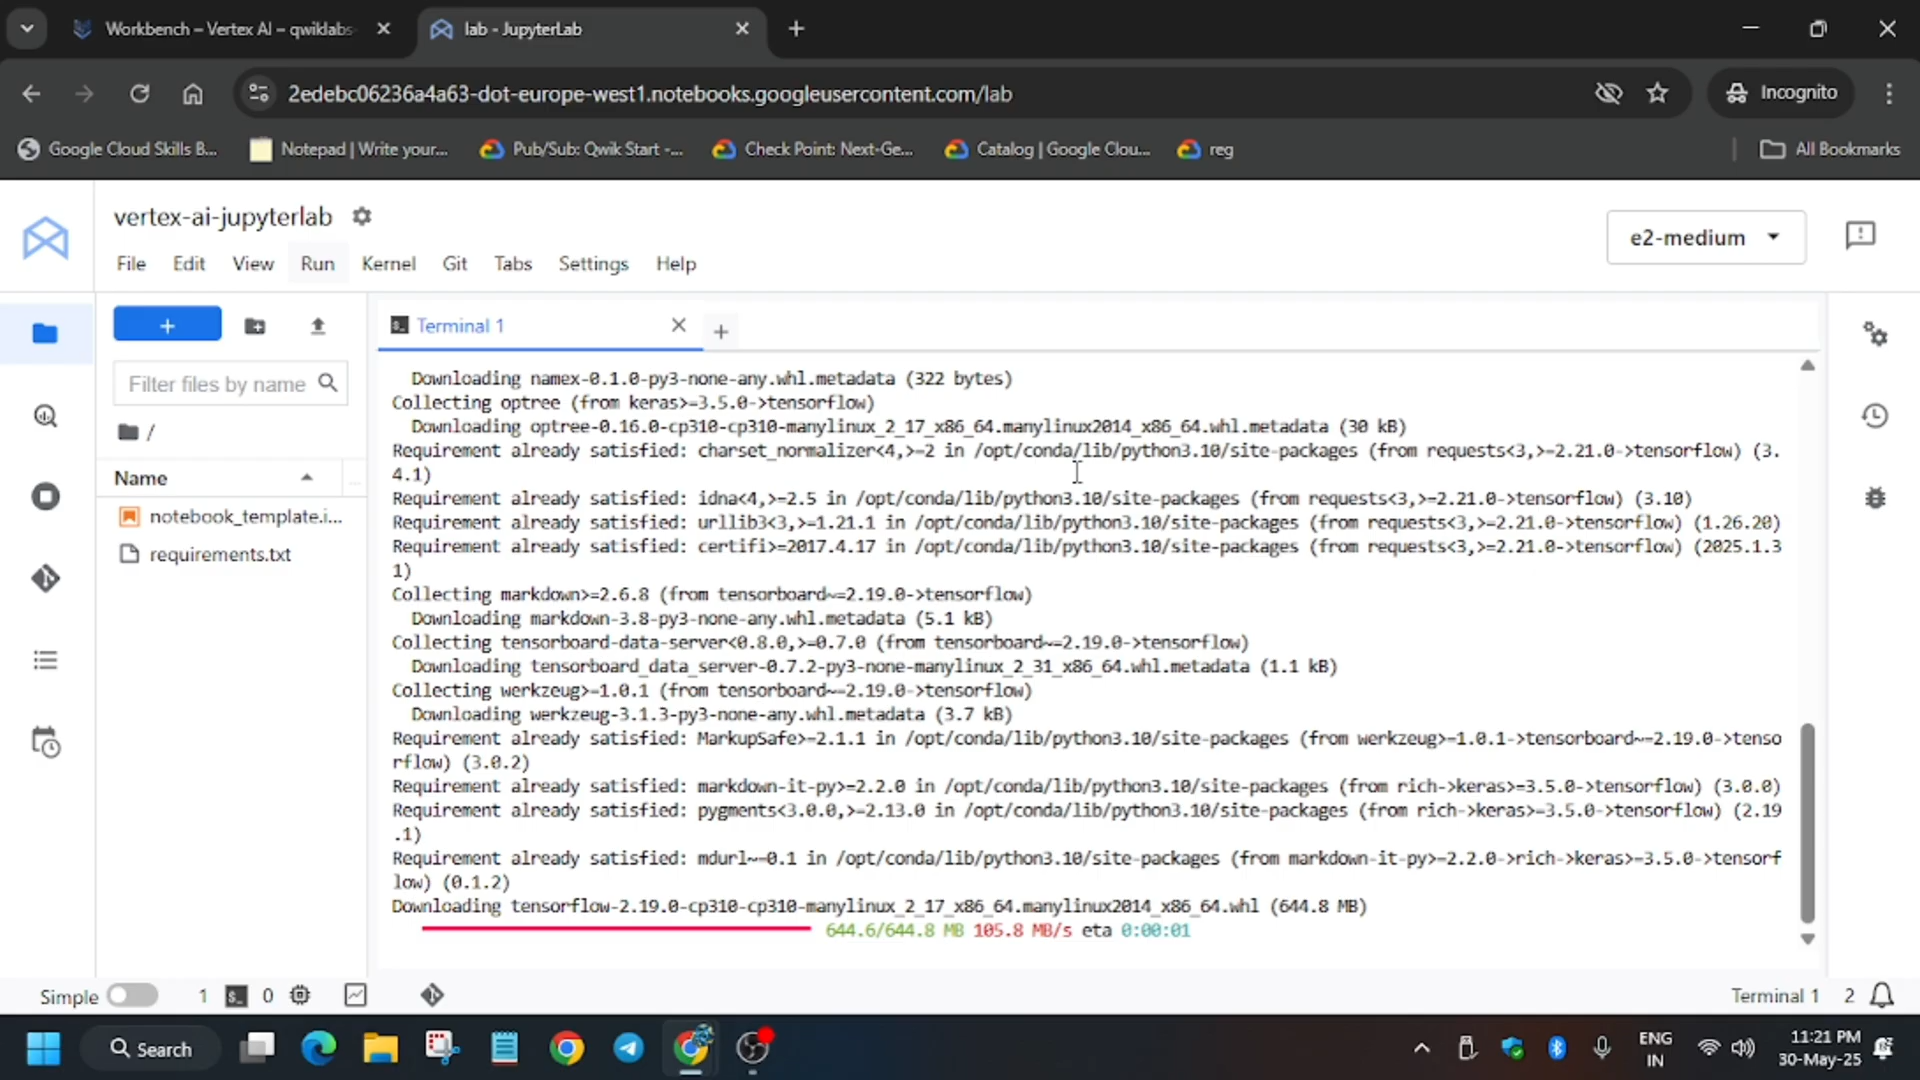 Workbench – Vertex AI – qwiklabs-
lab - JupyterLab
2edebc06236a4a63-dot-europe-west1.notebooks.googleusercontent.com/lab
Incognito
Google Cloud Skills B...
Notepad | Write your...
Pub/Sub: Qwik Start -...
Check Point: Next-Ge...
Catalog | Google Clou...
reg
All Bookmarks
vertex-ai-jupyterlab
e2-medium
File Edit View Run Kernel Git Tabs Settings Help
+
Terminal 1
Filter files by name
/
Name
...
notebook_template.i...
requirements.txt
Downloading namex-0.1.0-py3-none-any.whl.metadata (322 bytes)
Collecting optree (from keras>=3.5.0->tensorflow)
Downloading optree-0.16.0-cp310-cp310-manylinux_2_17_x86_64.manylinux2014_x86_64.whl.metadata (30 kB)
Requirement already satisfied: charset_normalizer<4,>=2 in /opt/conda/lib/python3.10/site-packages (from requests<3,>=2.21.0->tensorflow) (3.
4.1)
Requirement already satisfied: idna<4,>=2.5 in /opt/conda/lib/python3.10/site-packages (from requests<3,>=2.21.0->tensorflow) (3.10)
Requirement already satisfied: urllib3<3,>=1.21.1 in /opt/conda/lib/python3.10/site-packages (from requests<3,>=2.21.0->tensorflow) (1.26.20)
Requirement already satisfied: certifi>=2017.4.17 in /opt/conda/lib/python3.10/site-packages (from requests<3,>=2.21.0->tensorflow) (2025.1.3
1)
Collecting markdown>=2.6.8 (from tensorboard~=2.19.0->tensorflow)
Downloading markdown-3.8-py3-none-any.whl.metadata (5.1 kB)
Collecting tensorboard-data-server<0.8.0,>=0.7.0 (from tensorboard~=2.19.0->tensorflow)
Downloading tensorboard_data_server-0.7.2-py3-none-manylinux_2_31_x86_64.whl.metadata (1.1 kB)
Collecting werkzeug>=1.0.1 (from tensorboard~=2.19.0->tensorflow)
Downloading werkzeug-3.1.3-py3-none-any.whl.metadata (3.7 kB)
Requirement already satisfied: MarkupSafe>=2.1.1 in /opt/conda/lib/python3.10/site-packages (from werkzeug>=1.0.1->tensorboard~=2.19.0->tenso
rflow) (3.0.2)
Requirement already satisfied: markdown-it-py>=2.2.0 in /opt/conda/lib/python3.10/site-packages (from rich->keras>=3.5.0->tensorflow) (3.0.0)
Requirement already satisfied: pygments<3.0.0,>=2.13.0 in /opt/conda/lib/python3.10/site-packages (from rich->keras>=3.5.0->tensorflow) (2.19
.1)
Requirement already satisfied: mdurl~=0.1 in /opt/conda/lib/python3.10/site-packages (from markdown-it-py>=2.2.0->rich->keras>=3.5.0->tensorf
low) (0.1.2)
Downloading tensorflow-2.19.0-cp310-cp310-manylinux_2_17_x86_64.manylinux2014_x86_64.whl (644.8 MB)
644.6/644.8 MB 105.8 MB/s eta 0:00:01
Simple 1 0
Terminal 1 2
Search
ENG
IN
11:21 PM
30-May-25